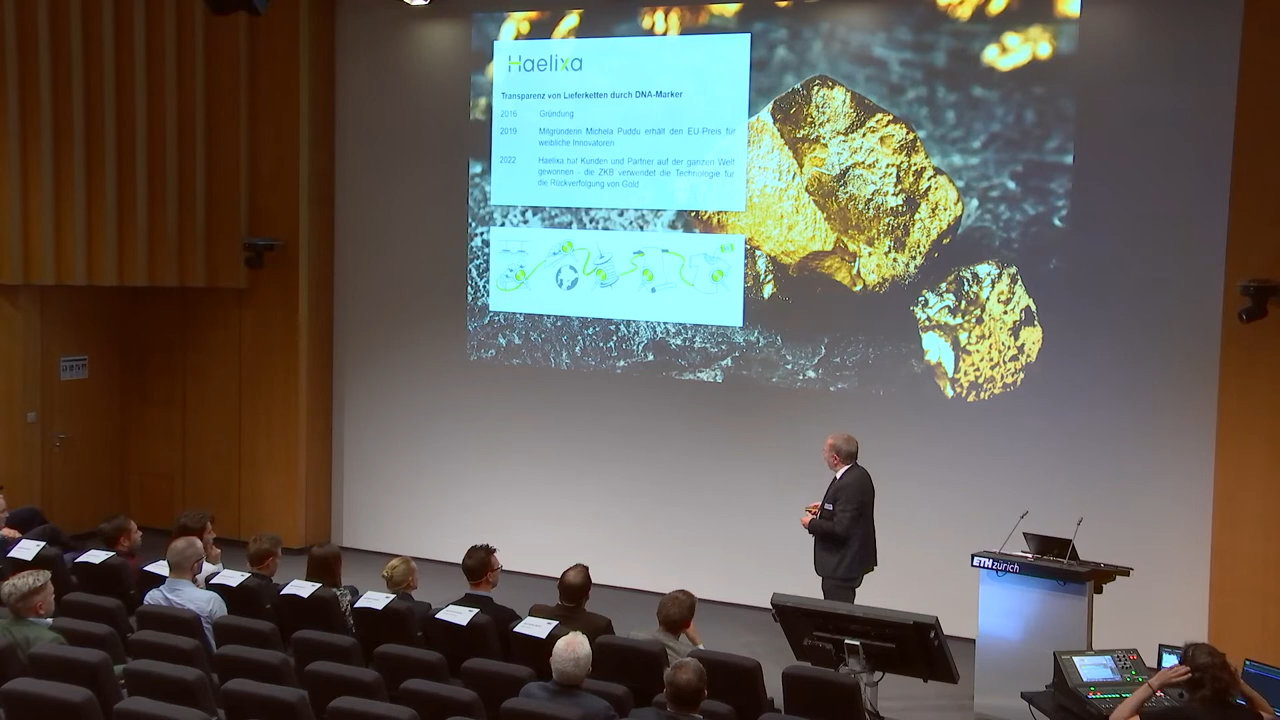 Haelixa
Transparenz von Lieferketten durch DNA-Marker
2016 Gründung
2019 Mitgründerin Michela Puddu erhält den EU-Preis für
weibliche Innovatoren
2022 Haelixa hat Kunden und Partner auf der ganzen Welt
gewonnen - die ZKB verwendet die Technologie für
die Rückverfolgung von Gold
ETH zürich